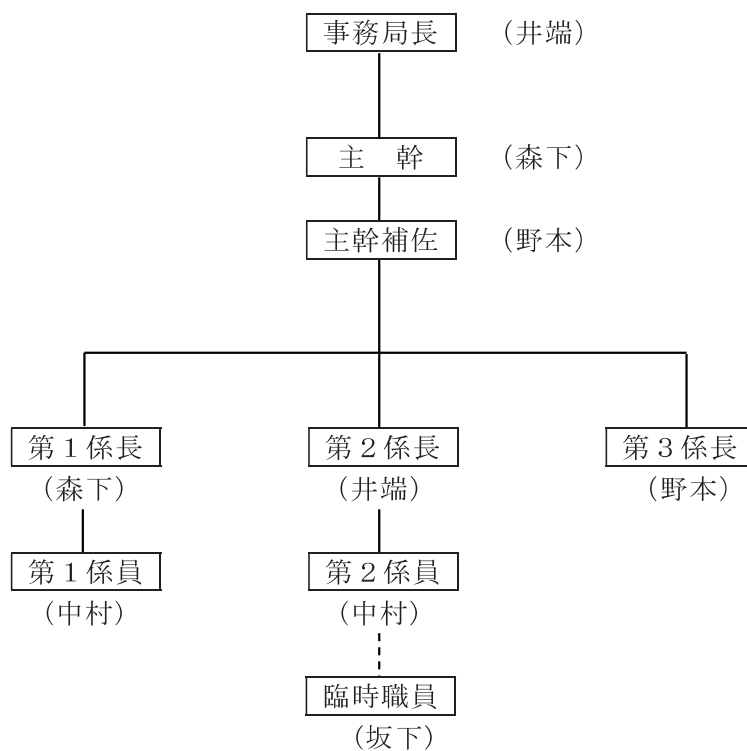 事務局長 （井端）
主　幹 （森下）
主幹補佐 （野本）
第１係長 第２係長 第３係長
（森下） （井端） （野本）
第１係員 第２係員
（中村） （中村）
臨時職員
（坂下）